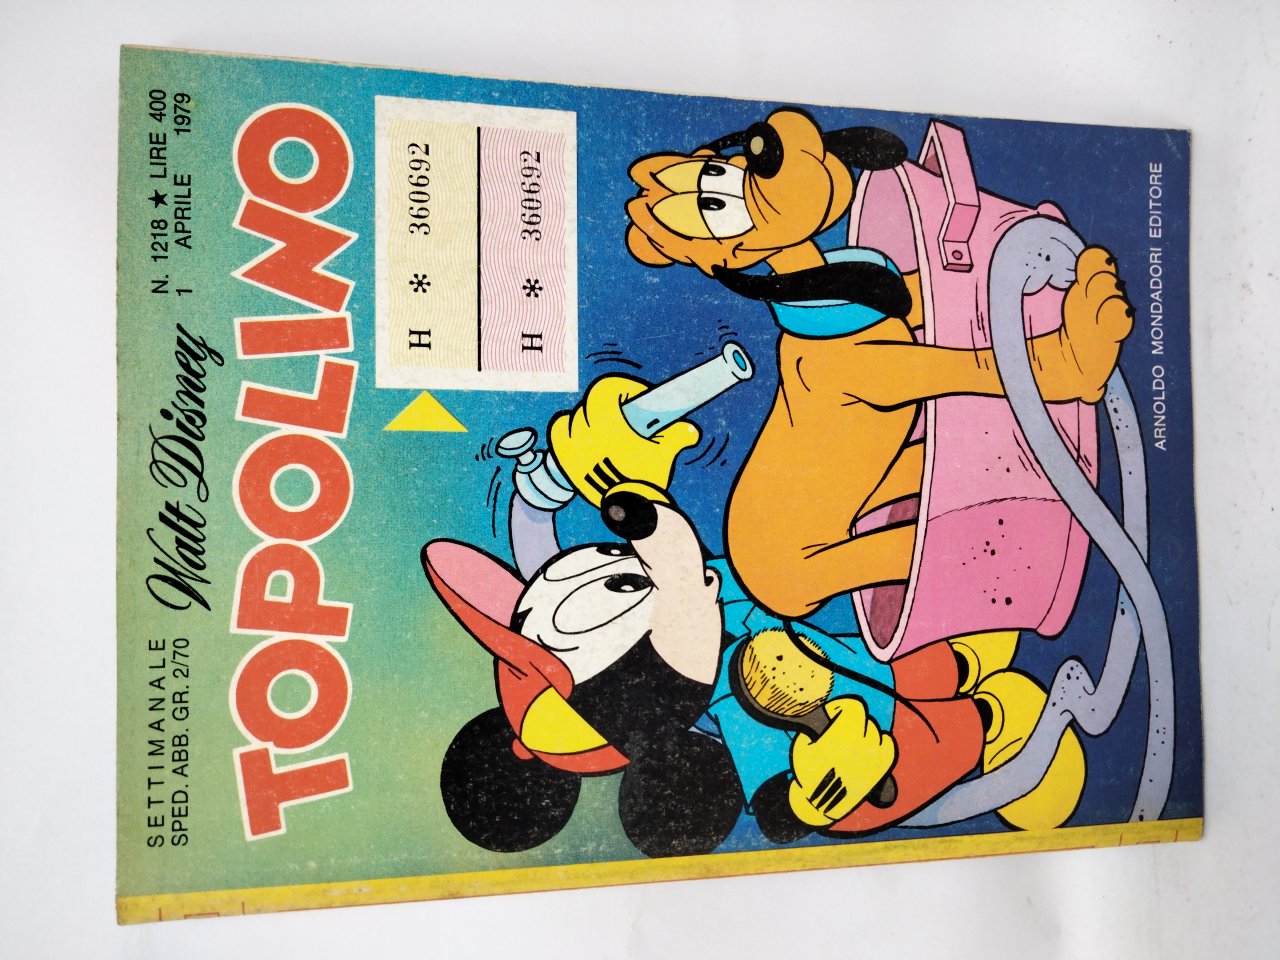 SETTIMANALE
SPED. ABB. GR. 2/70
Walt Disney
N. 1218 ★ LIRE 400
1 APRILE 1979
TOPOLINO
H * 360692
H * 360692
ARNOLDO MONDADORI EDITORE